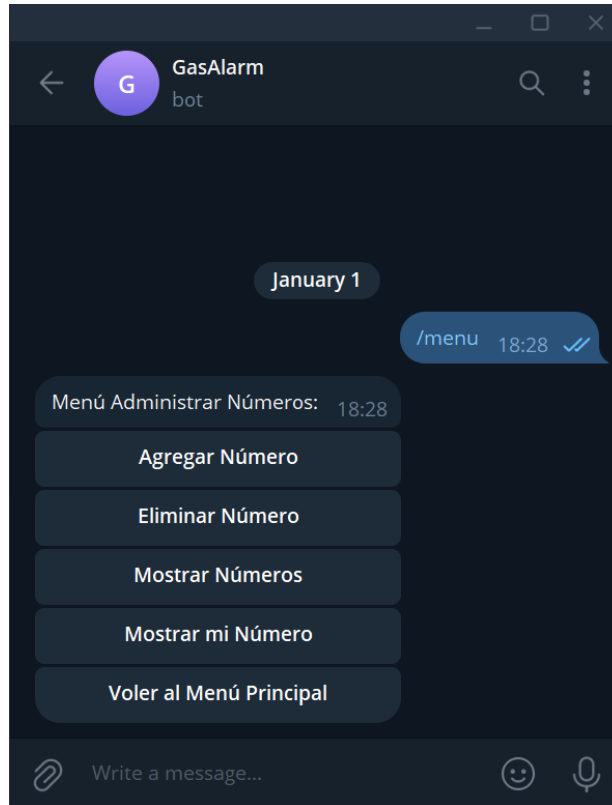 G
GasAlarm
bot
January 1
/menu 18:28
Menú Administrar Números: 18:28
Agregar Número
Eliminar Número
Mostrar Números
Mostrar mi Número
Voler al Menú Principal
Write a message...